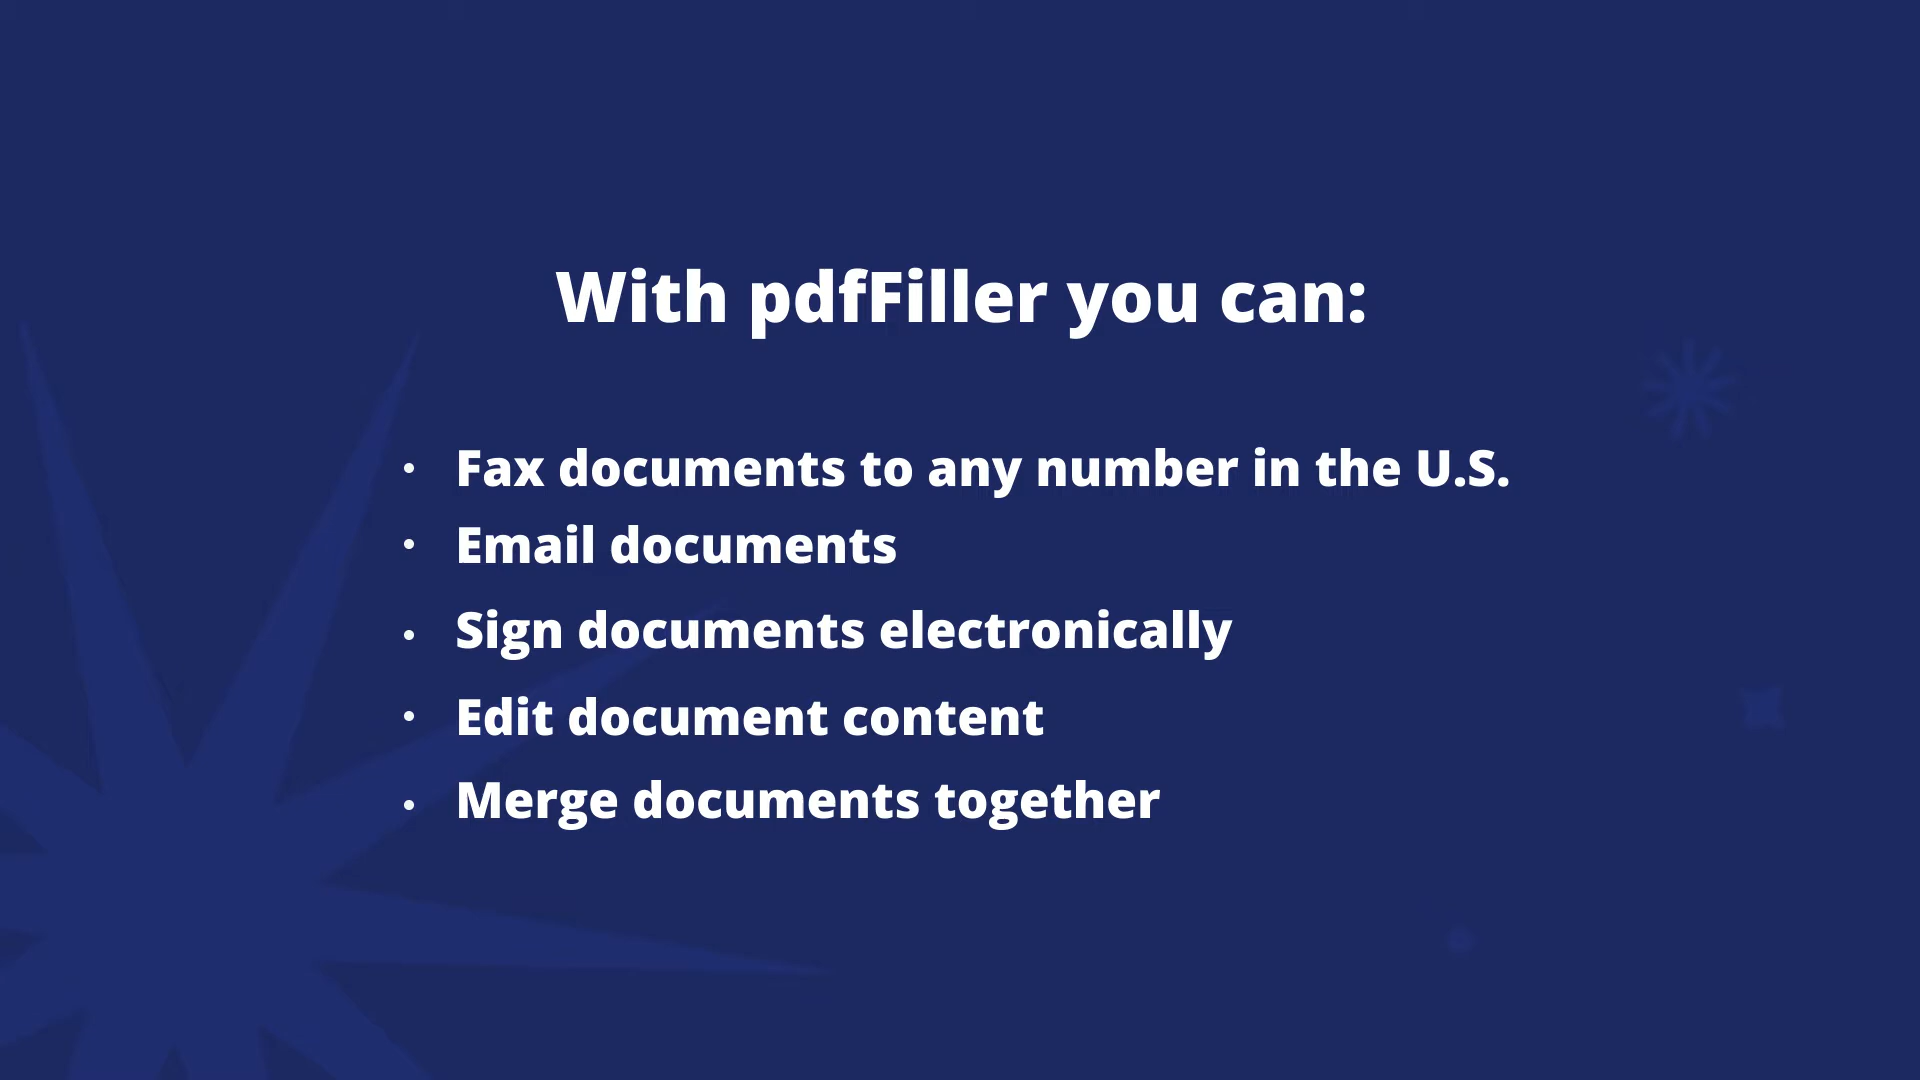 With pdfFiller you can:
• Fax documents to any number in the U.S.
• Email documents
• Sign documents electronically
• Edit document content
• Merge documents together